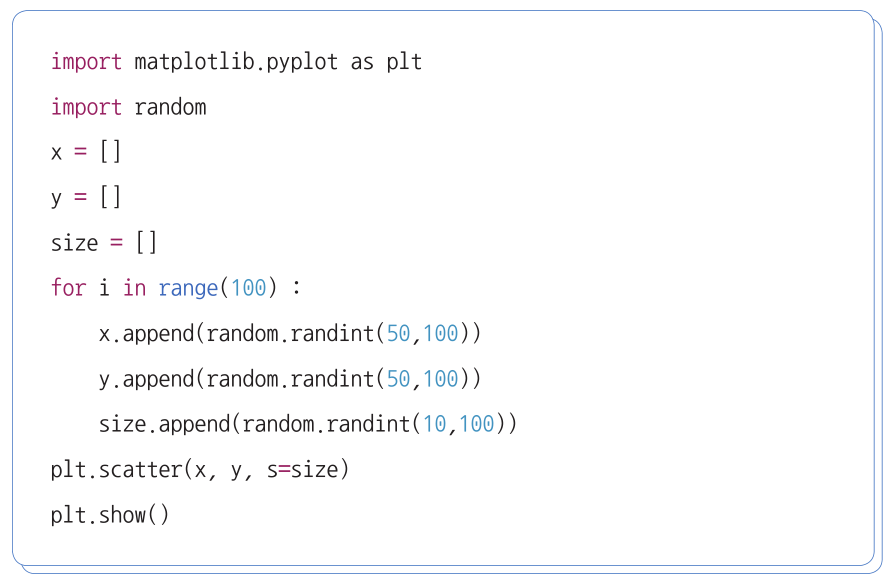 import matplotlib.pyplot as plt
import random
x = []
y = []
size = []
for i in range(100) :
    x.append(random.randint(50,100))
    y.append(random.randint(50,100))
    size.append(random.randint(10,100))
plt.scatter(x, y, s=size)
plt.show()